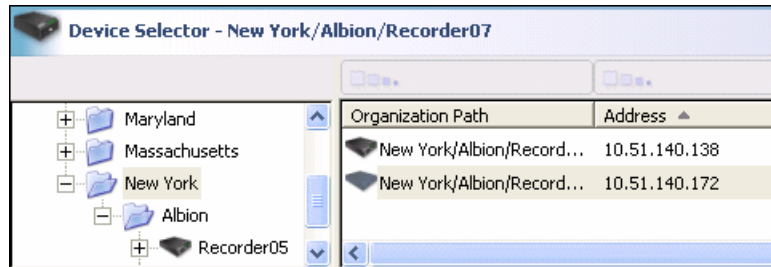 Device Selector - New York/Albion/Recorder07
Organization Path Address
Maryland
Massachusetts
New York
Albion
Recorder05
New York/Albion/Record... 10.51.140.138
New York/Albion/Record... 10.51.140.172